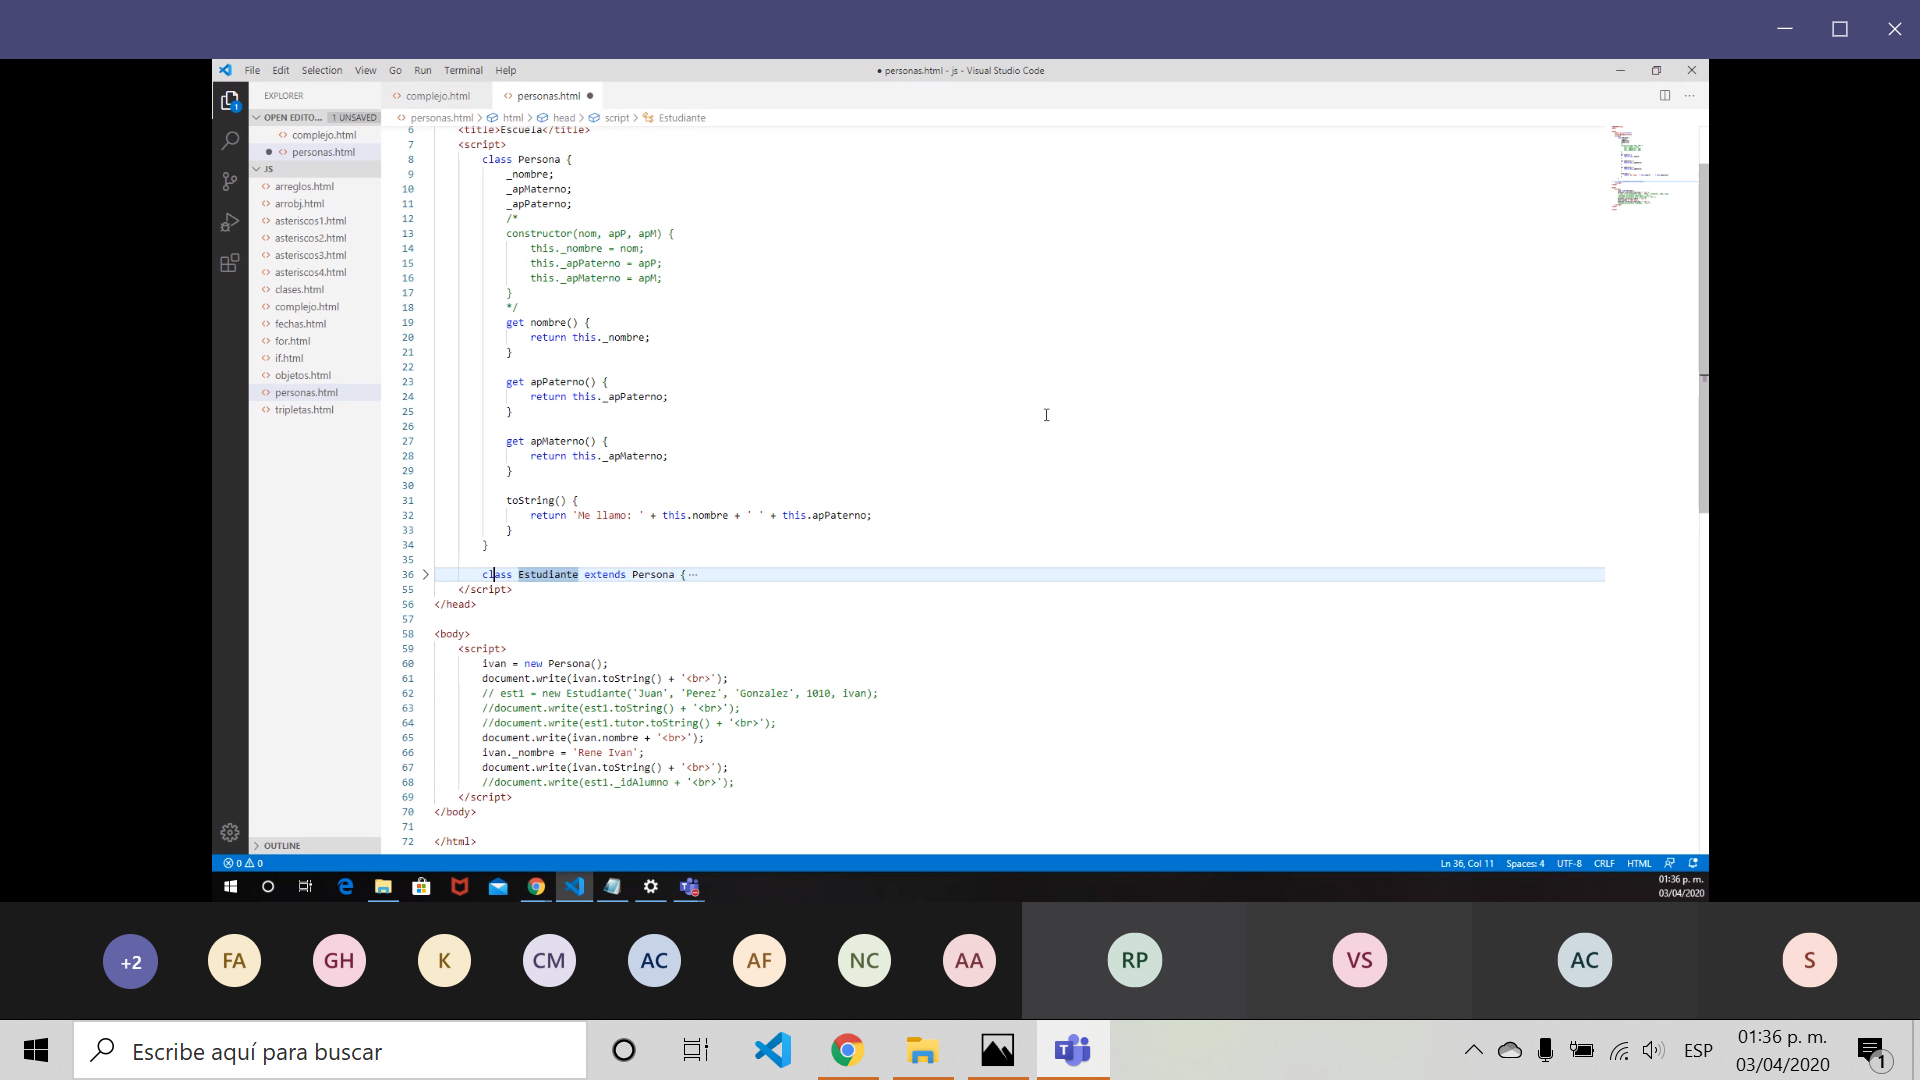 File Edit Selection View Go Run Terminal Help
● personas.html - js - Visual Studio Code
EXPLORER
complejo.html
personas.html ●
OPEN EDITO... 1 UNSAVED
complejo.html
● personas.html
JS
arreglos.html
arrobj.html
asteriscos1.html
asteriscos2.html
asteriscos3.html
asteriscos4.html
clases.html
complejo.html
fechas.html
for.html
if.html
objetos.html
personas.html
tripletas.html
OUTLINE
personas.html > html > head > script > Estudiante
6 <title>Escuela</title>
7 <script>
8 class Persona {
9 _nombre;
10 _apMaterno;
11 _apPaterno;
12 /*
13 constructor(nom, apP, apM) {
14 this._nombre = nom;
15 this._apPaterno = apP;
16 this._apMaterno = apM;
17 }
18 */
19 get nombre() {
20 return this._nombre;
21 }
22
23 get apPaterno() {
24 return this._apPaterno;
25 }
26
27 get apMaterno() {
28 return this._apMaterno;
29 }
30
31 toString() {
32 return 'Me llamo: ' + this.nombre + ' ' + this.apPaterno;
33 }
34 }
35
36 class Estudiante extends Persona { ···
55 </script>
56 </head>
57
58 <body>
59 <script>
60 ivan = new Persona();
61 document.write(ivan.toString() + '<br>');
62 // est1 = new Estudiante('Juan', 'Perez', 'Gonzalez', 1010, ivan);
63 //document.write(est1.toString() + '<br>');
64 //document.write(est1.tutor.toString() + '<br>');
65 document.write(ivan.nombre + '<br>');
66 ivan._nombre = 'Rene Ivan';
67 document.write(ivan.toString() + '<br>');
68 //document.write(est1._idAlumno + '<br>');
69 </script>
70 </body>
71
72 </html>
0 0
Ln 36, Col 11 Spaces: 4 UTF-8 CRLF HTML
01:36 p. m.
03/04/2020
+2 FA GH K CM AC AF NC AA RP VS AC S
Escribe aquí para buscar
ESP
01:36 p. m.
03/04/2020
1